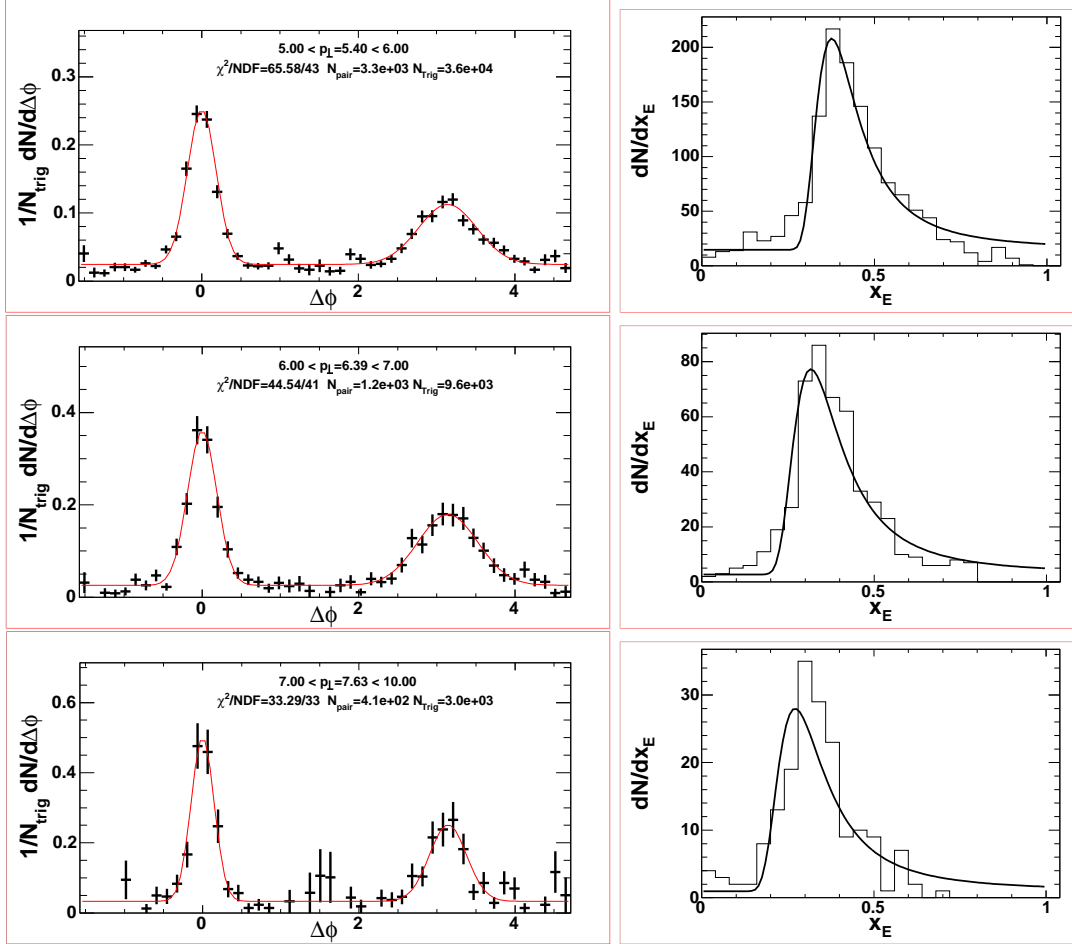 5.00 < p⊥=5.40 < 6.00
χ²/NDF=65.58/43 N_pair=3.3e+03 N_Trig=3.6e+04
1/N_trig dN/dΔϕ
0.3
0.2
0.1
0
0 2 4
Δϕ
dN/dx_E
200
150
100
50
0
0 0.5 1
x_E
6.00 < p⊥=6.39 < 7.00
χ²/NDF=44.54/41 N_pair=1.2e+03 N_Trig=9.6e+03
1/N_trig dN/dΔϕ
0.4
0.2
0
0 2 4
Δϕ
dN/dx_E
80
60
40
20
0
0 0.5 1
x_E
7.00 < p⊥=7.63 < 10.00
χ²/NDF=33.29/33 N_pair=4.1e+02 N_Trig=3.0e+03
1/N_trig dN/dΔϕ
0.6
0.4
0.2
0
0 2 4
Δϕ
dN/dx_E
30
20
10
0
0 0.5 1
x_E